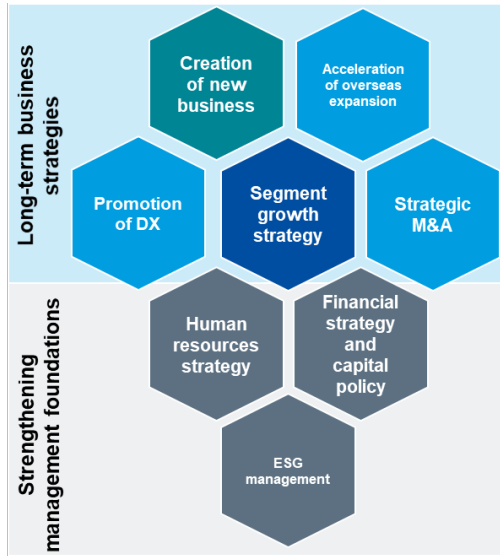 Long-term business
strategies
Creation
of new
business
Acceleration
of overseas
expansion
Promotion
of DX
Segment
growth
strategy
Strategic
M&A
Strengthening
management foundations
Human
resources
strategy
Financial
strategy
and
capital
policy
ESG
management